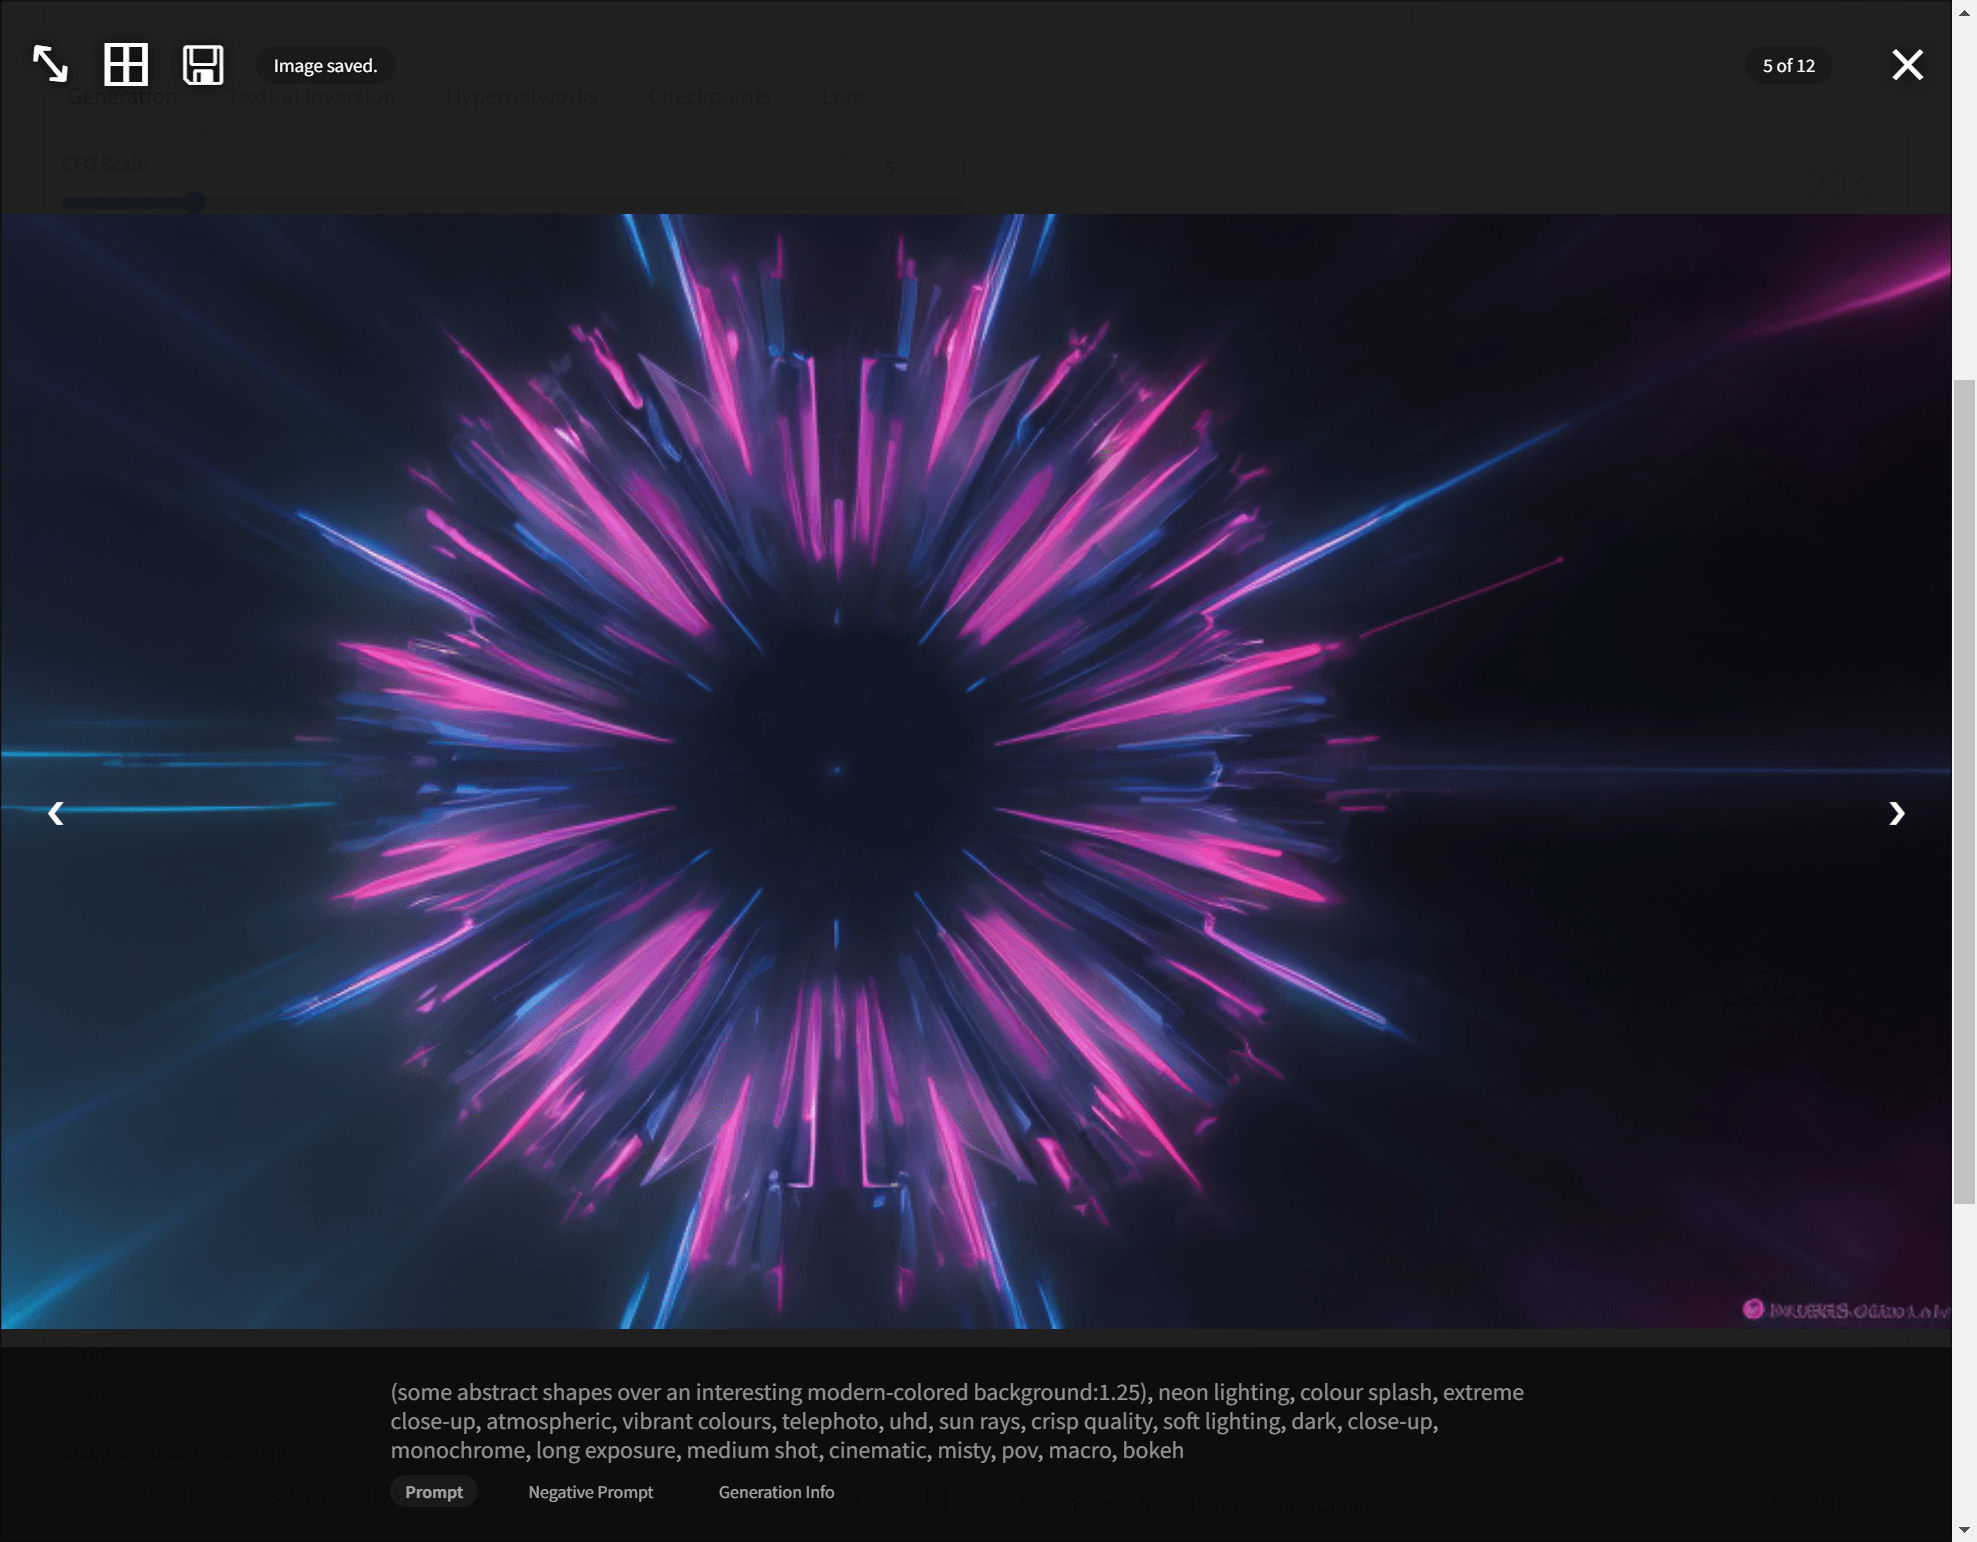 Image saved.
5 of 12
Generation Textual Inversion Hypernetworks Checkpoints Lora
CFG Scale
5
(some abstract shapes over an interesting modern-colored background:1.25), neon lighting, colour splash, extreme
close-up, atmospheric, vibrant colours, telephoto, uhd, sun rays, crisp quality, soft lighting, dark, close-up,
monochrome, long exposure, medium shot, cinematic, misty, pov, macro, bokeh
Prompt Negative Prompt Generation Info